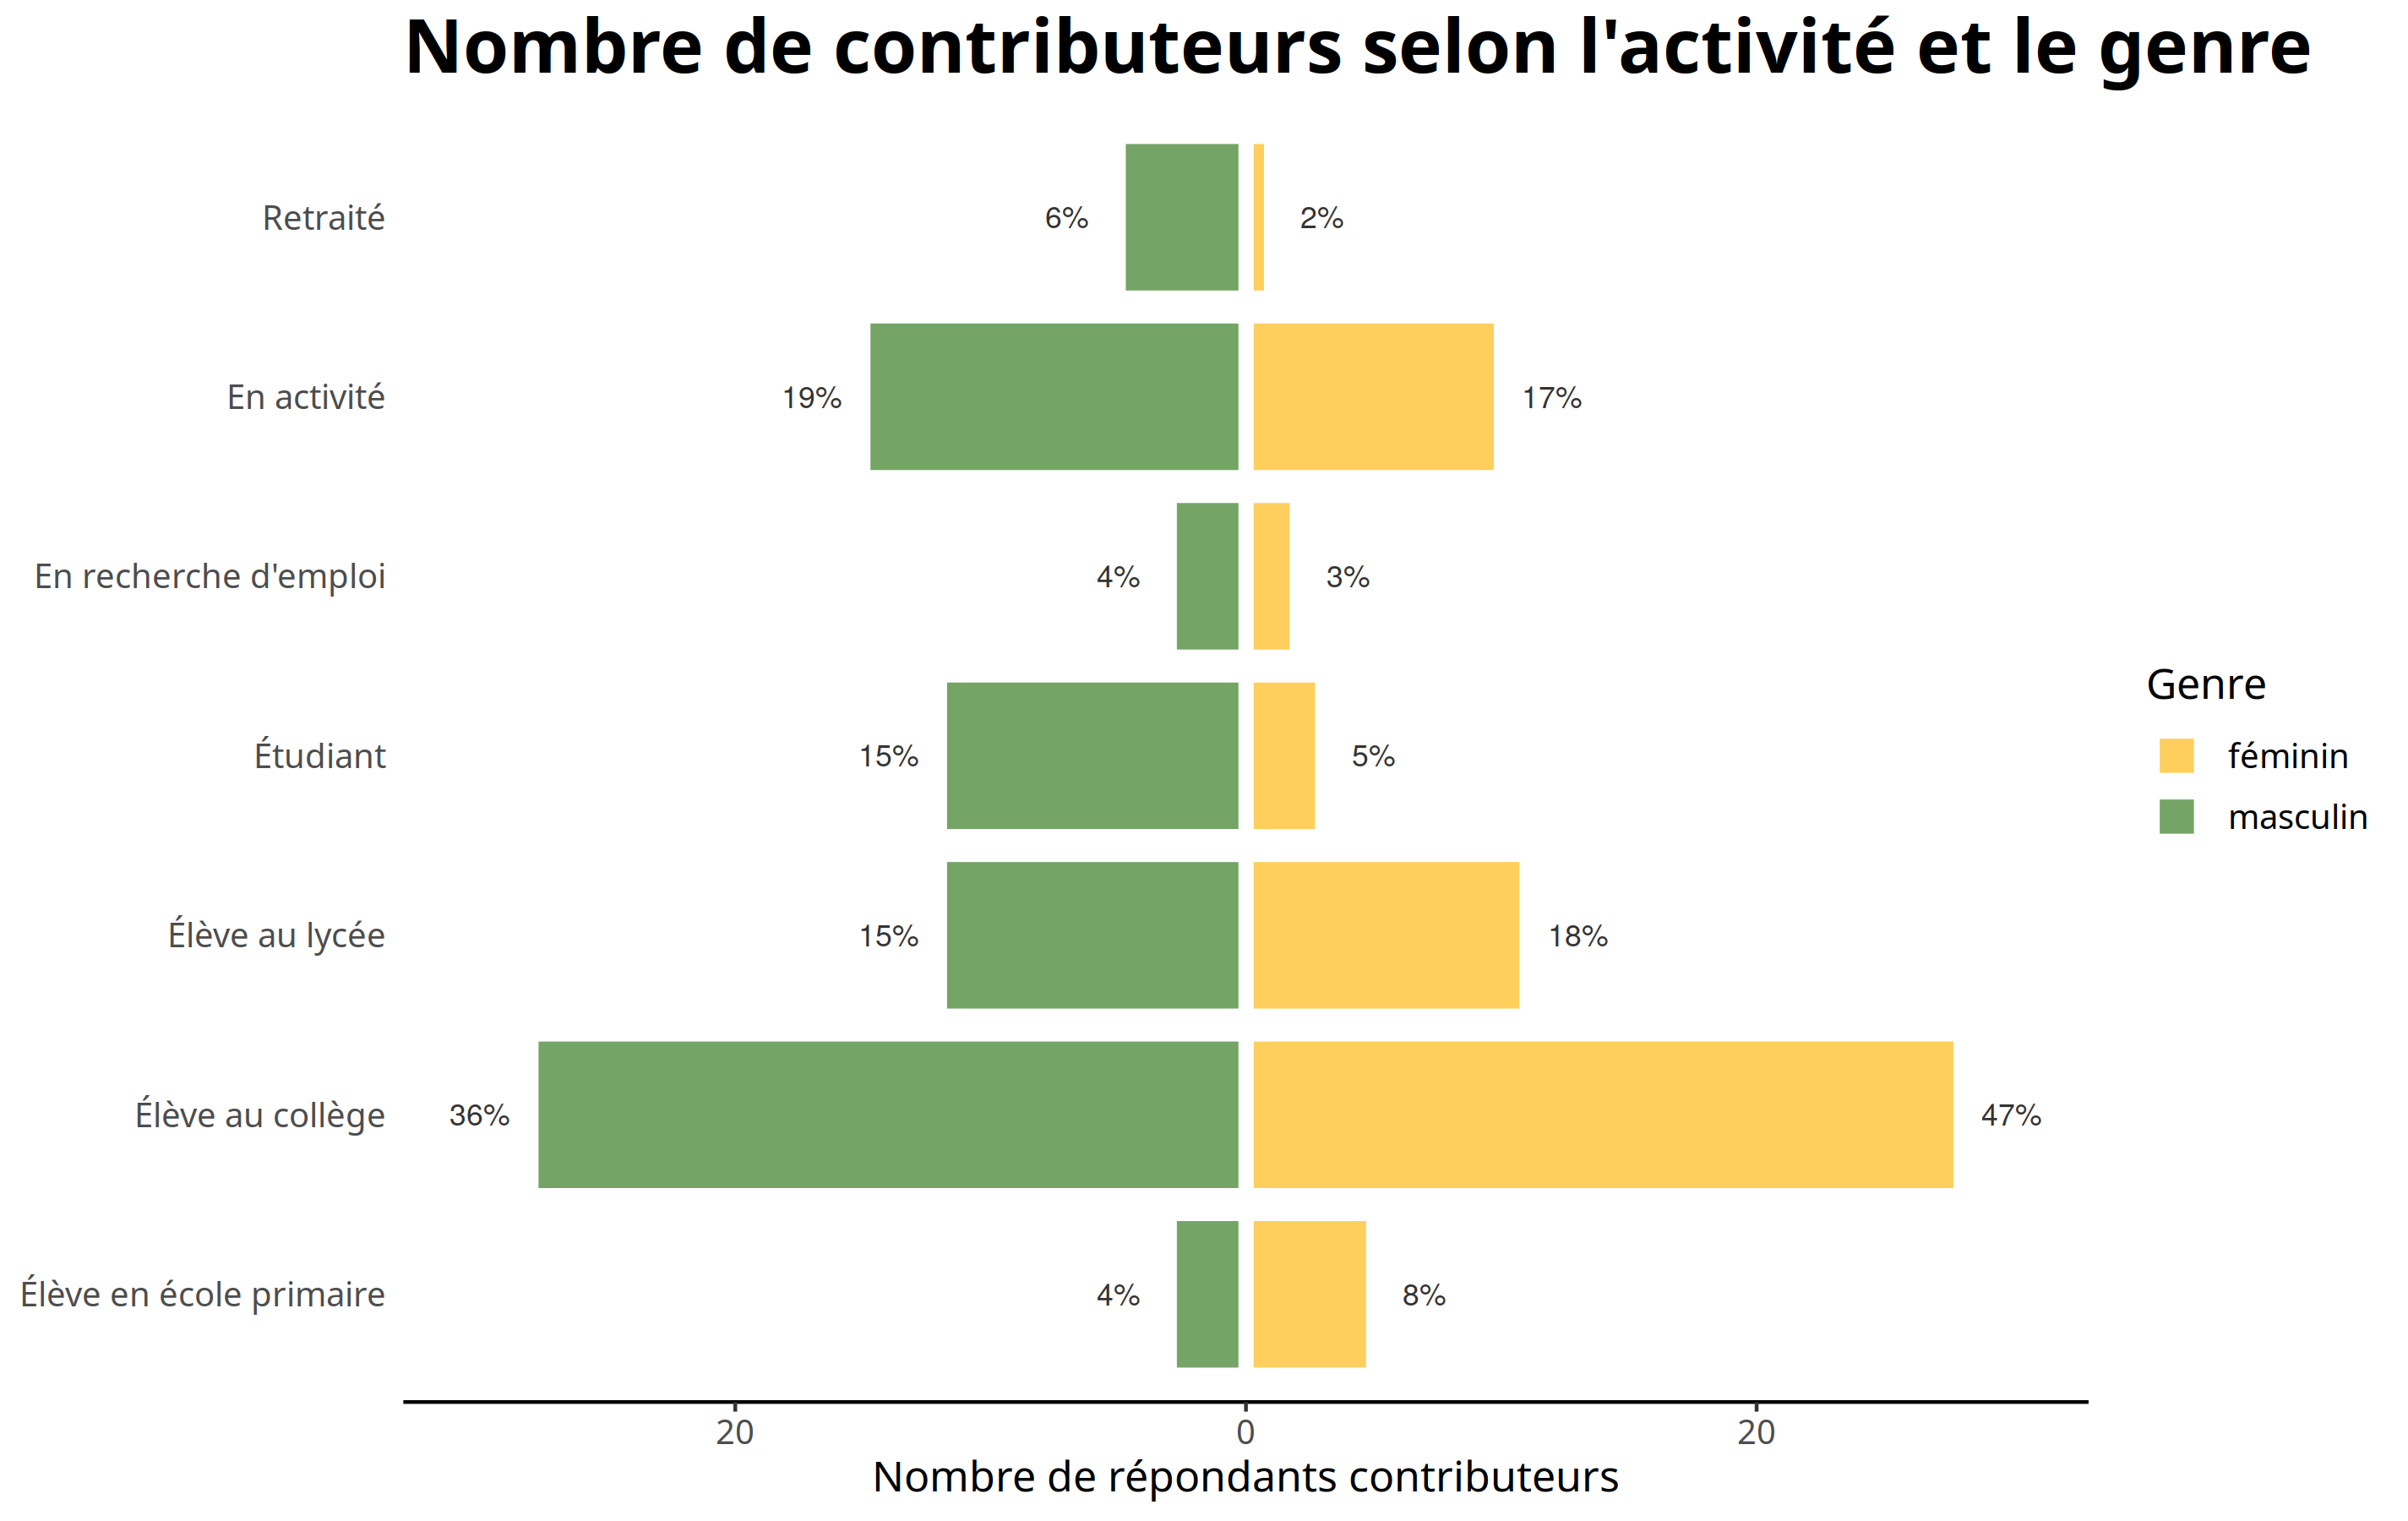 Nombre de contributeurs selon l'activité et le genre
Retraité
6%
2%
En activité
19%
17%
En recherche d'emploi
4%
3%
Étudiant
15%
5%
Élève au lycée
15%
18%
Élève au collège
36%
47%
Élève en école primaire
4%
8%
20
0
20
Nombre de répondants contributeurs
Genre
féminin
masculin